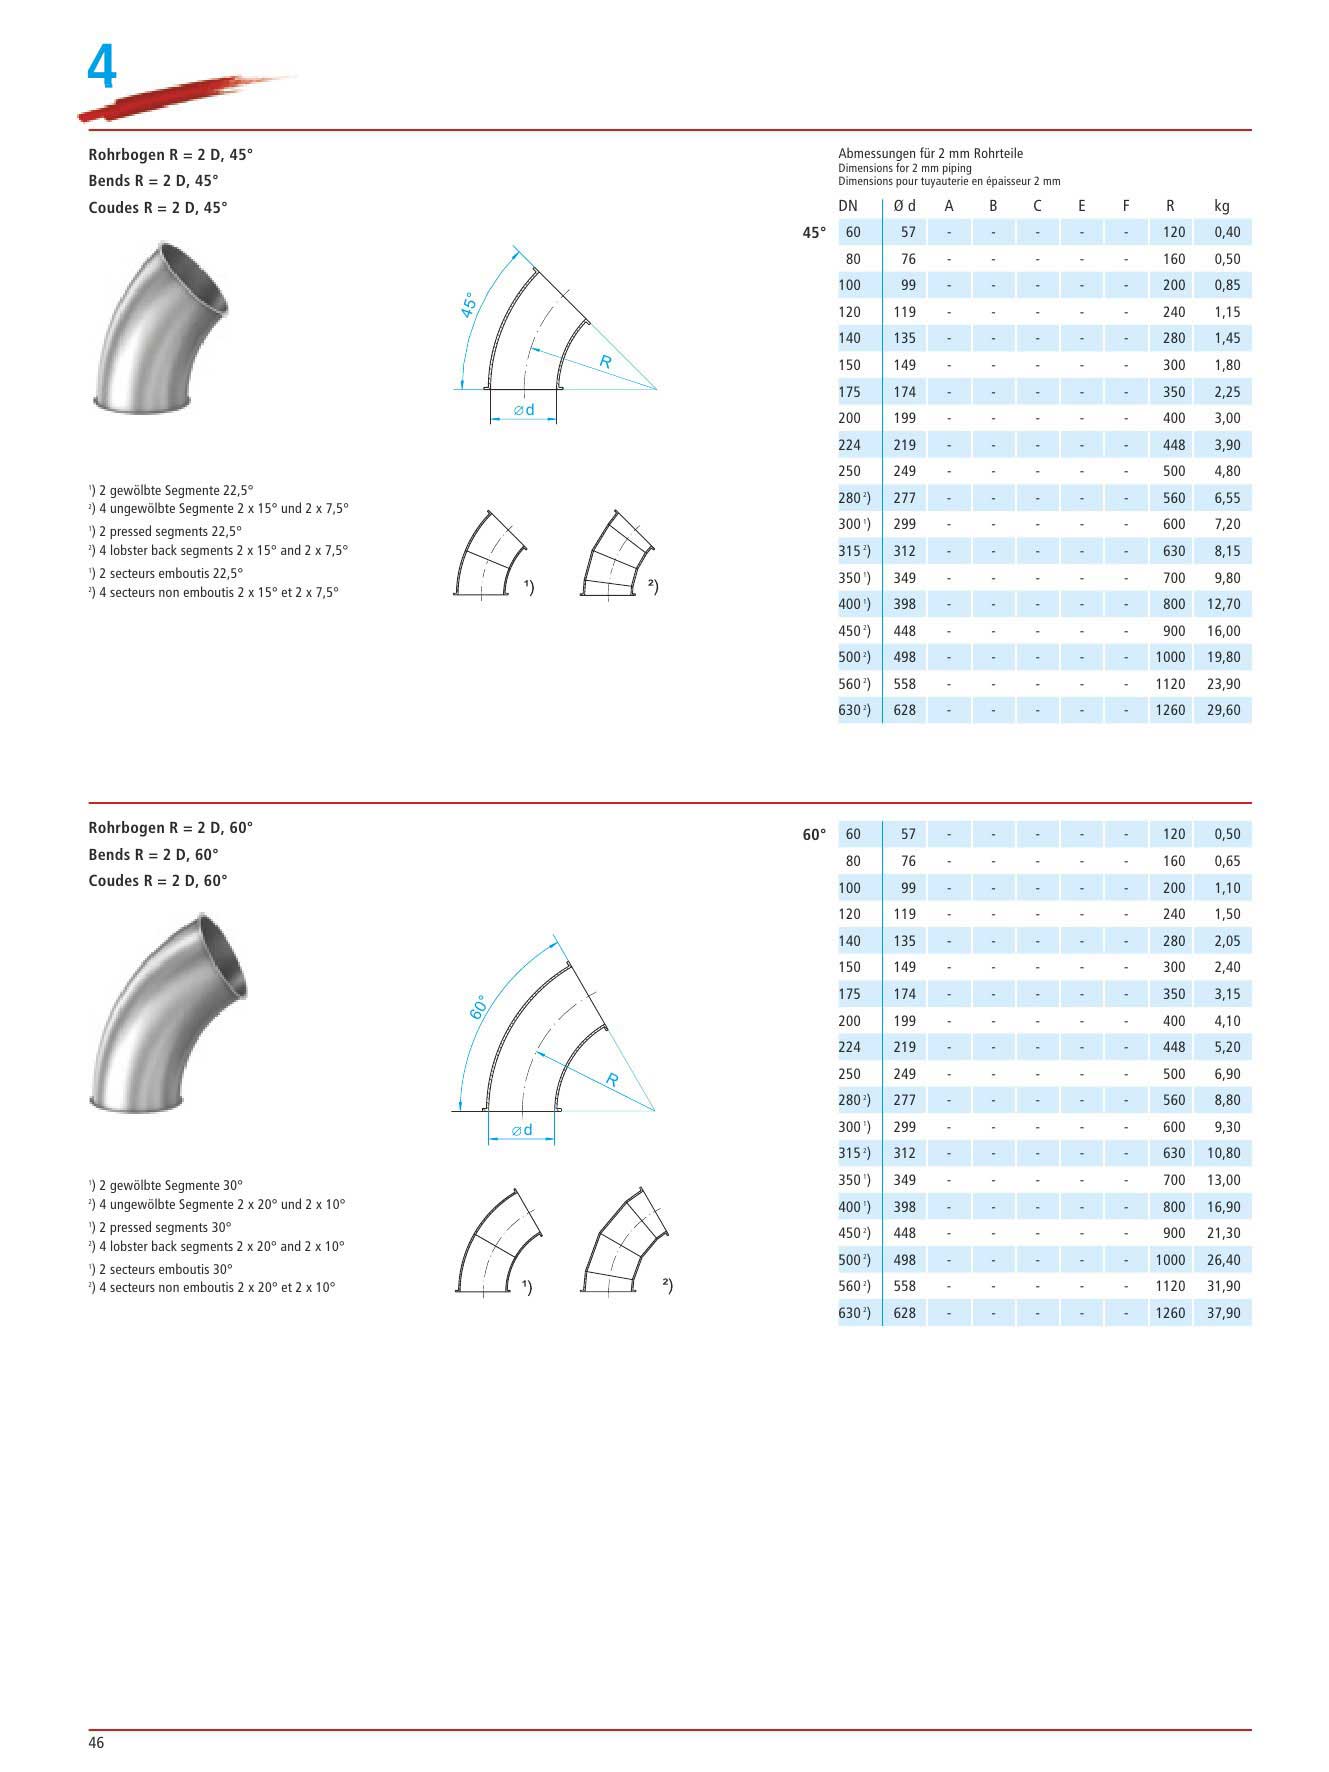 4
Rohrbogen R = 2 D, 45°
Bends R = 2 D, 45°
Coudes R = 2 D, 45°
45°
R
⌀d
¹) 2 gewölbte Segmente 22,5°
²) 4 ungewölbte Segmente 2 x 15° und 2 x 7,5°
¹) 2 pressed segments 22,5°
²) 4 lobster back segments 2 x 15° and 2 x 7,5°
¹) 2 secteurs emboutis 22,5°
²) 4 secteurs non emboutis 2 x 15° et 2 x 7,5°
¹) ²)
Abmessungen für 2 mm Rohrteile
Dimensions for 2 mm piping
Dimensions pour tuyauterie en épaisseur 2 mm
DN Ø d A B C E F R kg
45° 60 57 - - - - - 120 0,40
80 76 - - - - - 160 0,50
100 99 - - - - - 200 0,85
120 119 - - - - - 240 1,15
140 135 - - - - - 280 1,45
150 149 - - - - - 300 1,80
175 174 - - - - - 350 2,25
200 199 - - - - - 400 3,00
224 219 - - - - - 448 3,90
250 249 - - - - - 500 4,80
280 ²) 277 - - - - - 560 6,55
300 ¹) 299 - - - - - 600 7,20
315 ²) 312 - - - - - 630 8,15
350 ¹) 349 - - - - - 700 9,80
400 ¹) 398 - - - - - 800 12,70
450 ²) 448 - - - - - 900 16,00
500 ²) 498 - - - - - 1000 19,80
560 ²) 558 - - - - - 1120 23,90
630 ²) 628 - - - - - 1260 29,60
Rohrbogen R = 2 D, 60°
Bends R = 2 D, 60°
Coudes R = 2 D, 60°
60°
R
⌀d
¹) 2 gewölbte Segmente 30°
²) 4 ungewölbte Segmente 2 x 20° und 2 x 10°
¹) 2 pressed segments 30°
²) 4 lobster back segments 2 x 20° and 2 x 10°
¹) 2 secteurs emboutis 30°
²) 4 secteurs non emboutis 2 x 20° et 2 x 10°
¹) ²)
60° 60 57 - - - - - 120 0,50
80 76 - - - - - 160 0,65
100 99 - - - - - 200 1,10
120 119 - - - - - 240 1,50
140 135 - - - - - 280 2,05
150 149 - - - - - 300 2,40
175 174 - - - - - 350 3,15
200 199 - - - - - 400 4,10
224 219 - - - - - 448 5,20
250 249 - - - - - 500 6,90
280 ²) 277 - - - - - 560 8,80
300 ¹) 299 - - - - - 600 9,30
315 ²) 312 - - - - - 630 10,80
350 ¹) 349 - - - - - 700 13,00
400 ¹) 398 - - - - - 800 16,90
450 ²) 448 - - - - - 900 21,30
500 ²) 498 - - - - - 1000 26,40
560 ²) 558 - - - - - 1120 31,90
630 ²) 628 - - - - - 1260 37,90
46